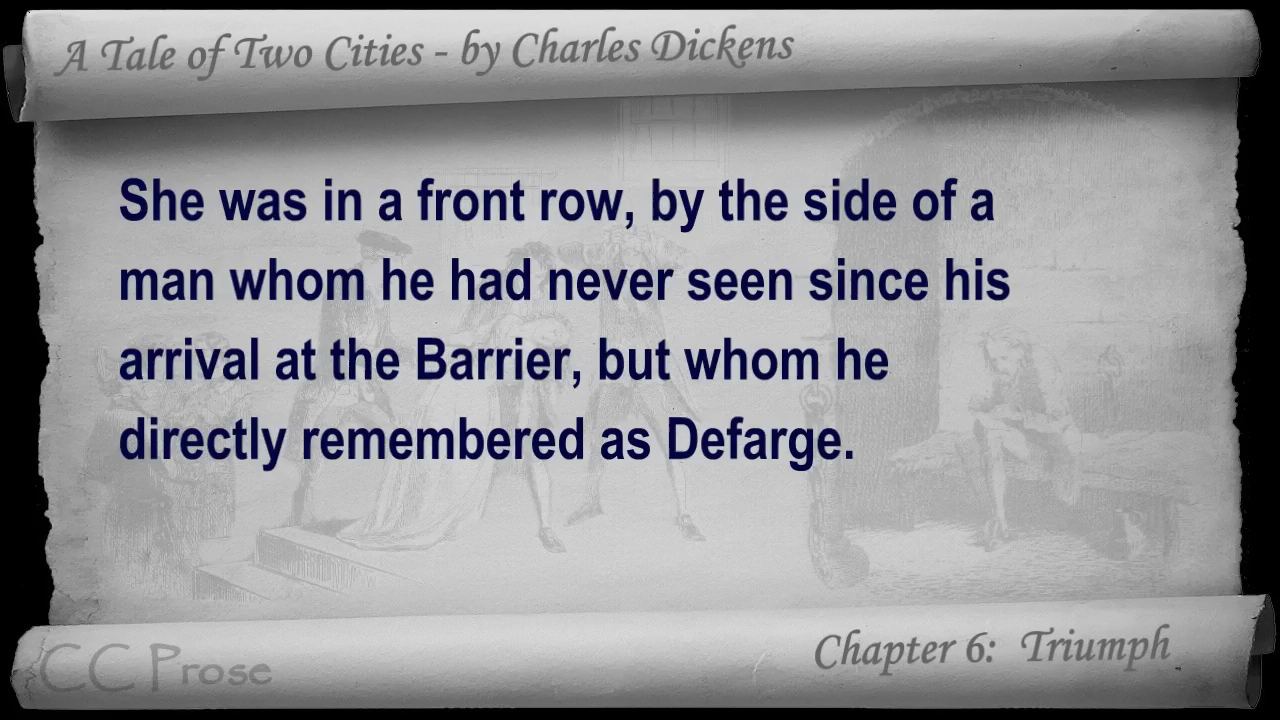 A Tale of Two Cities - by Charles Dickens
She was in a front row, by the side of a
man whom he had never seen since his
arrival at the Barrier, but whom he
directly remembered as Defarge.
CC Prose
Chapter 6: Triumph